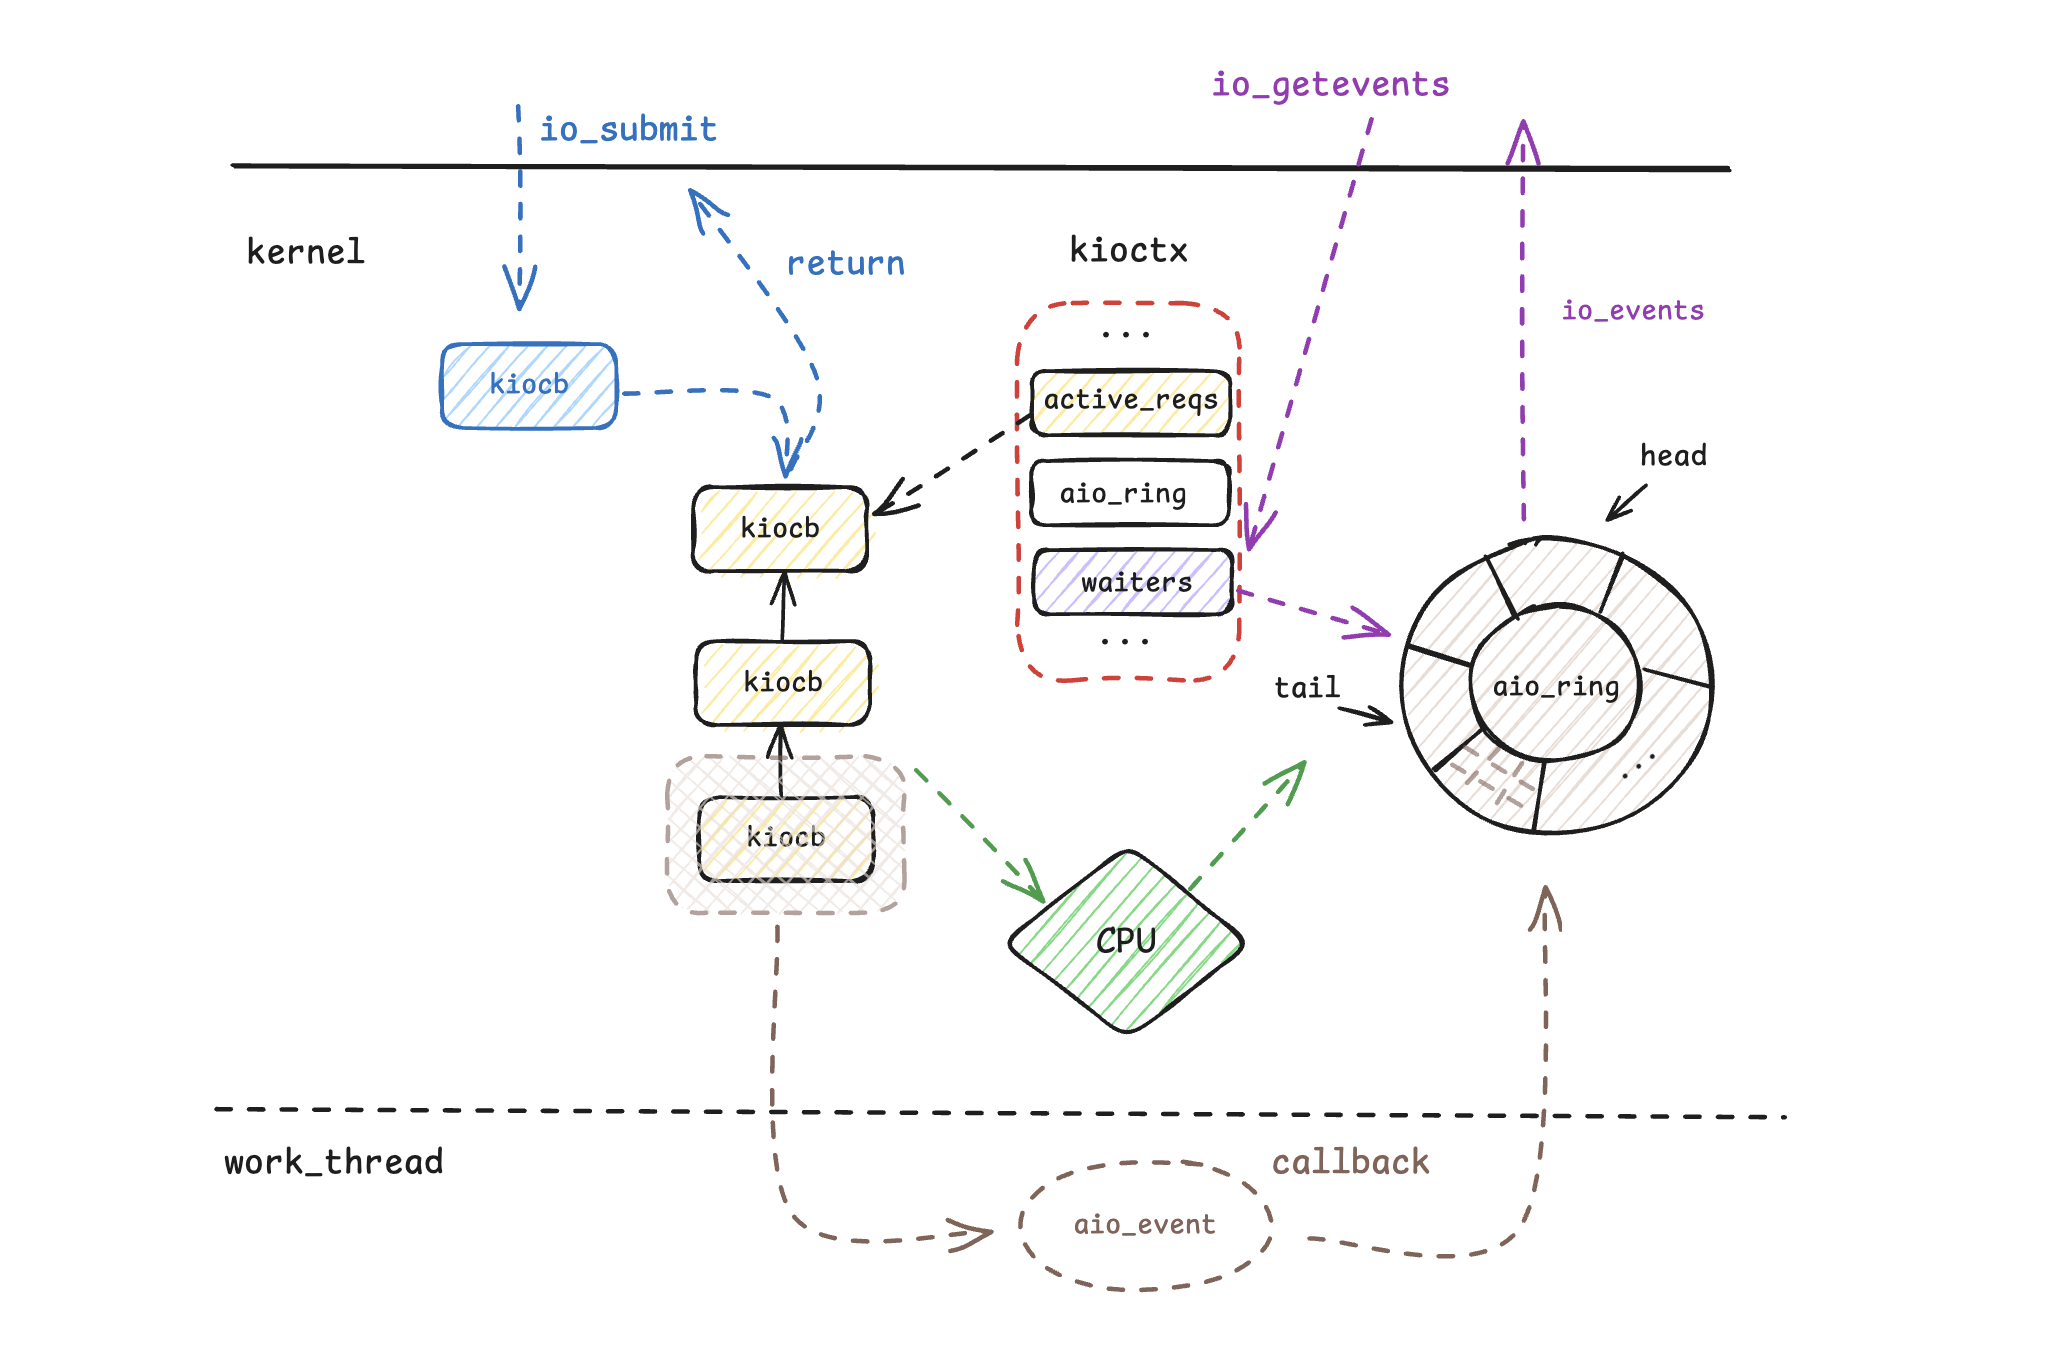 io_getevents
io_submit
kernel
return
kioctx
...
io_events
kiocb
active_reqs
head
aio_ring
kiocb
waiters
...
kiocb
tail
aio_ring
...
kiocb
CPU
work_thread
callback
aio_event